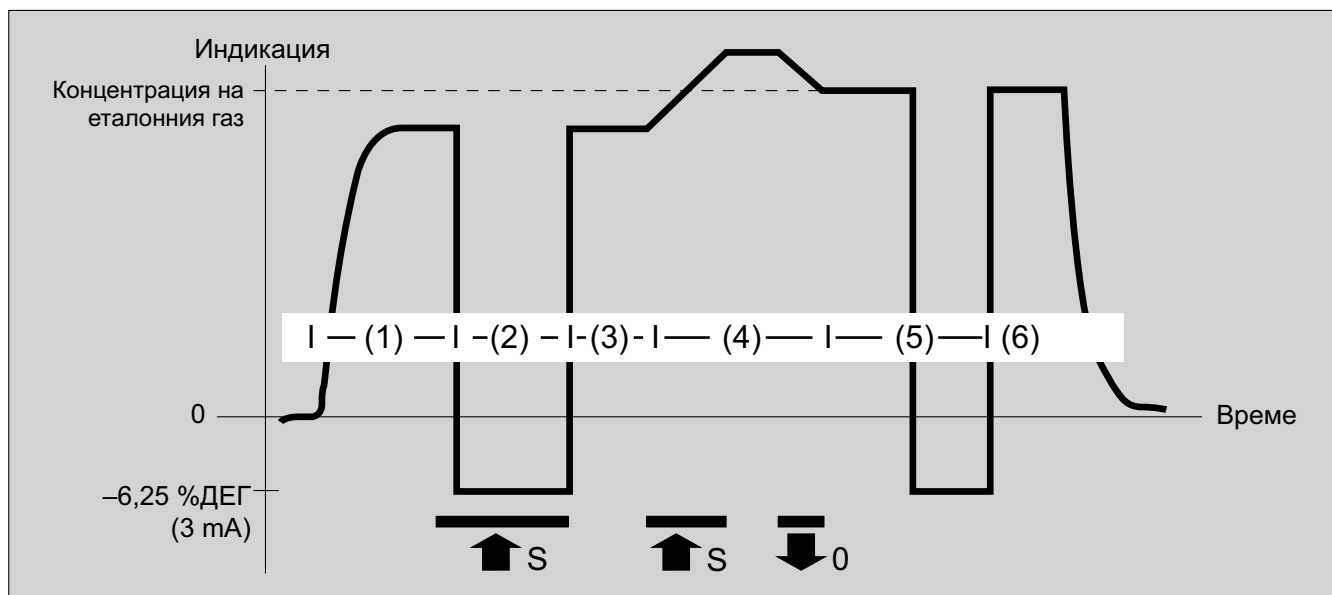 Индикация
Концентрация на
еталонния газ
I — (1) — I –(2) – I-(3)-I — (4) — I — (5) — I (6)
0
Време
–6,25 %ДЕГ
(3 mA)
S
S
0